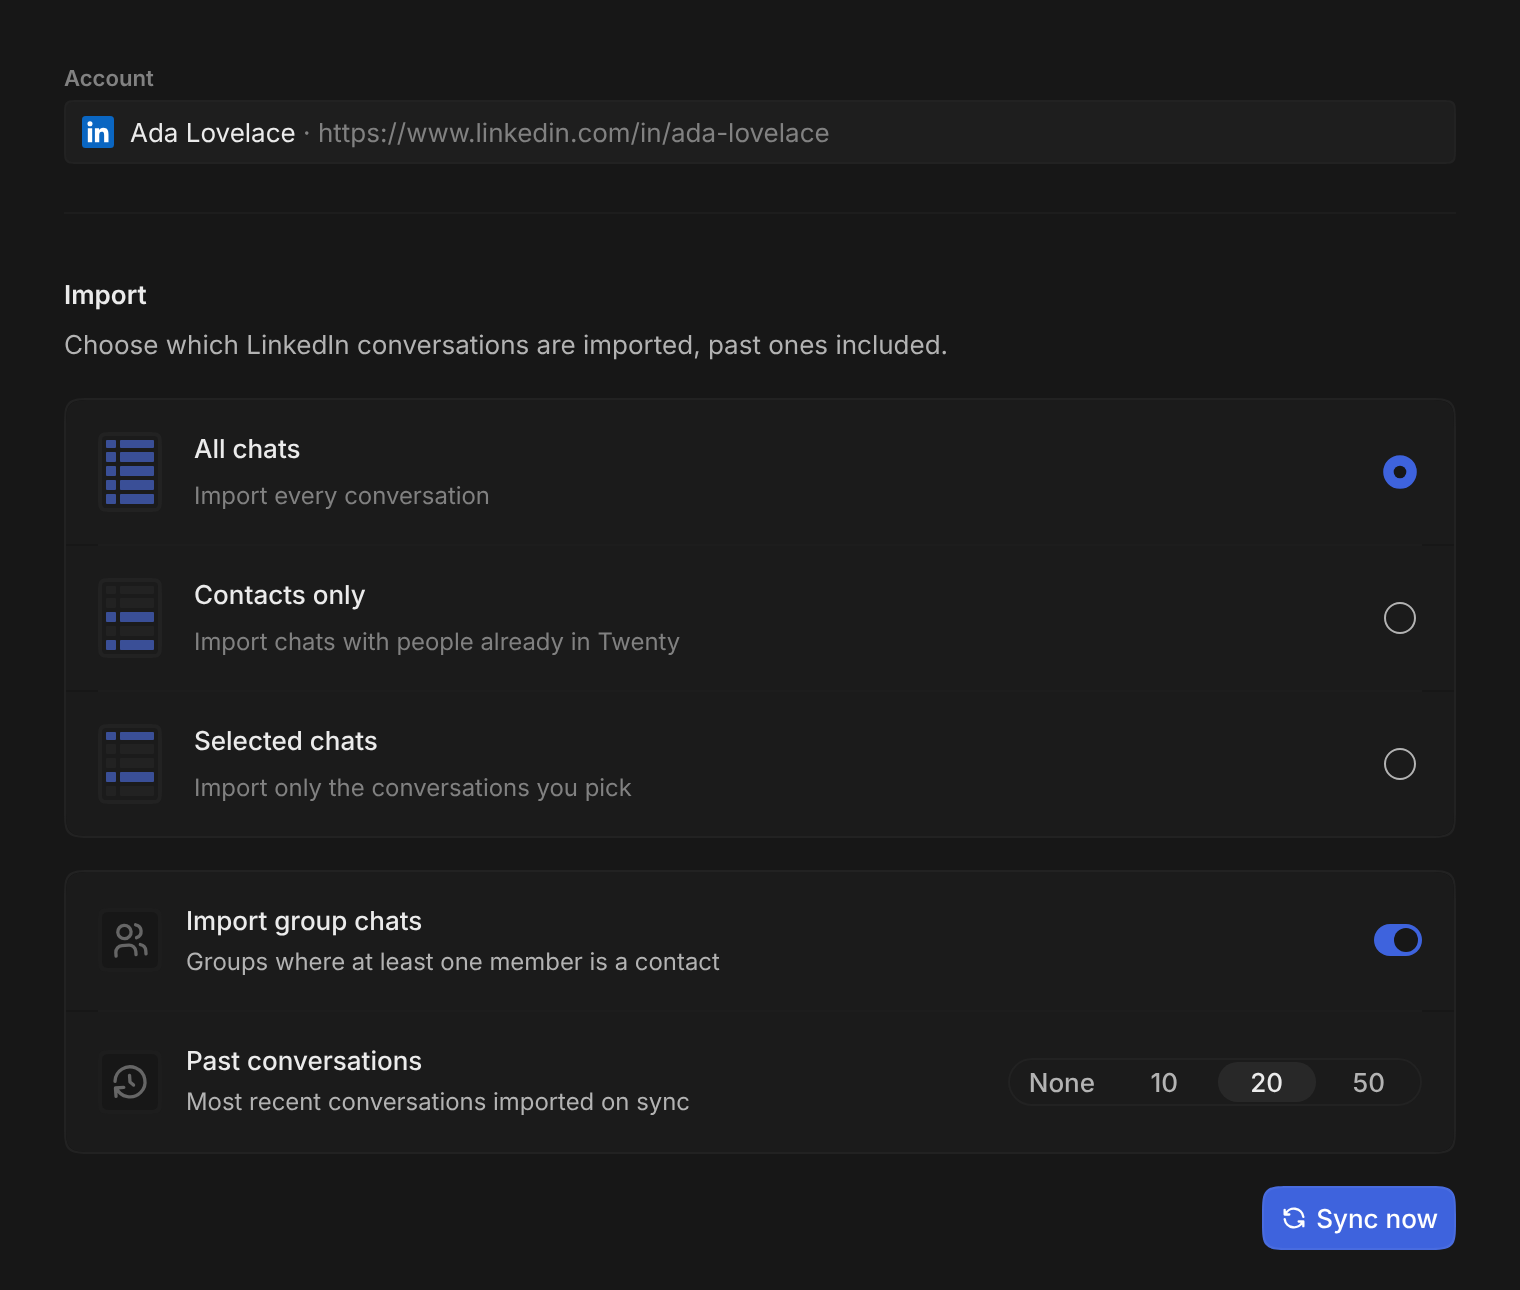 Account
in Ada Lovelace · https://www.linkedin.com/in/ada-lovelace
Import
Choose which LinkedIn conversations are imported, past ones included.
All chats
Import every conversation
Contacts only
Import chats with people already in Twenty
Selected chats
Import only the conversations you pick
Import group chats
Groups where at least one member is a contact
Past conversations
Most recent conversations imported on sync
None 10 20 50
Sync now